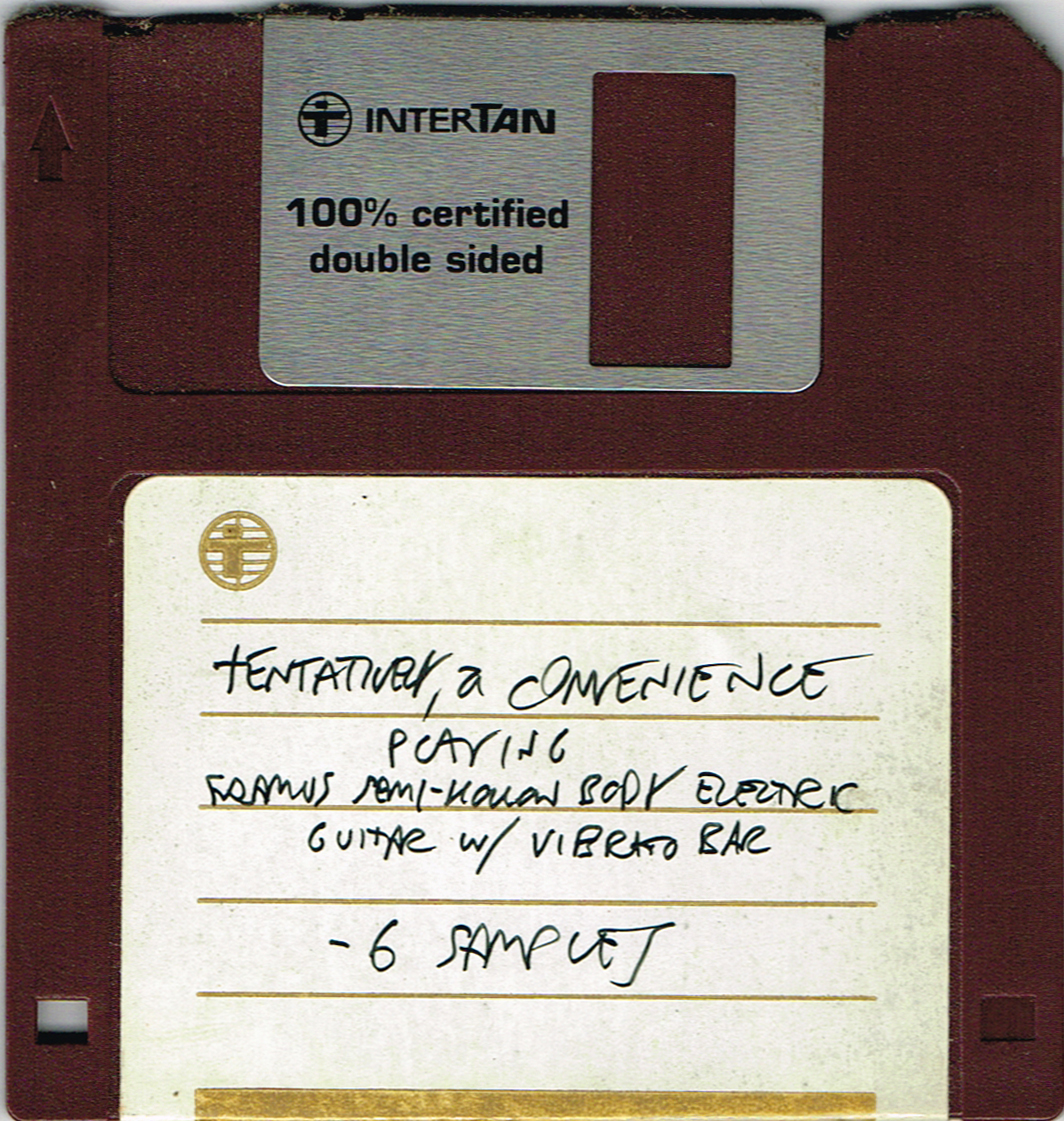 INTERTAN
100% certified
double sided
tENTATIVELY, a cONVENIENCE
PLAYING
FRAMUS SEMI-HOLLOW BODY ELECTRIC
GUITAR W/ VIBRATO BAR
- 6 SAMPLES